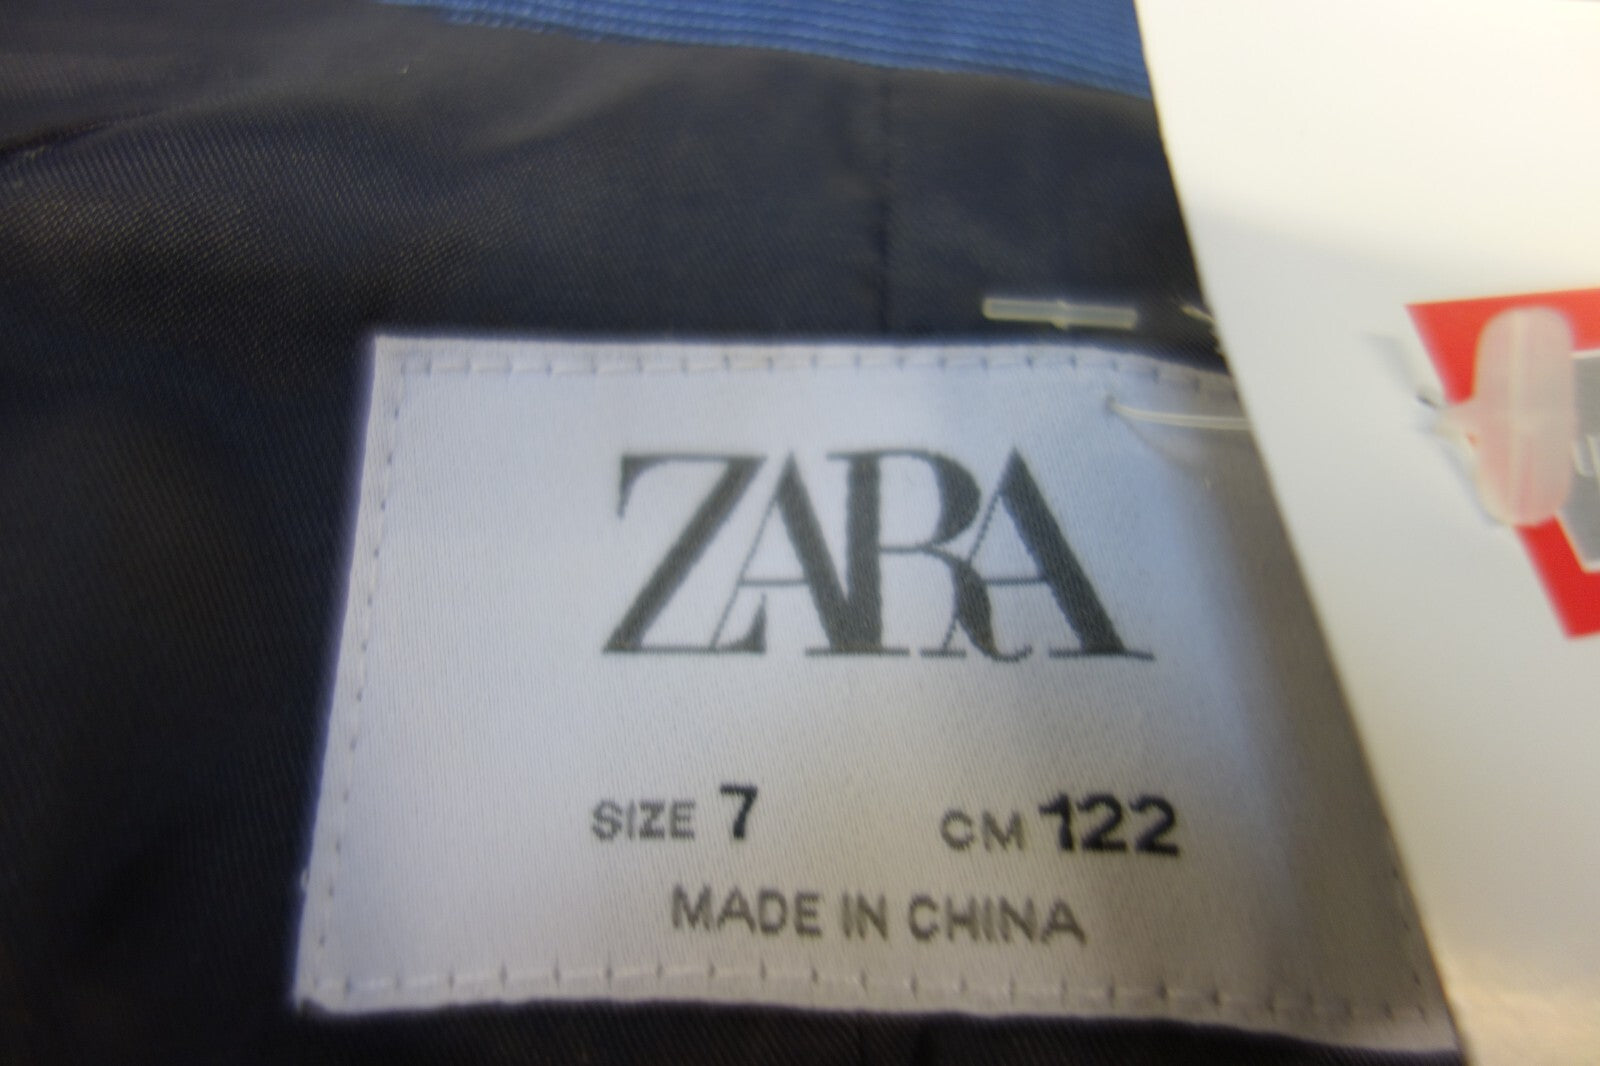 ZARA
SIZE 7 CM 122
MADE IN CHINA